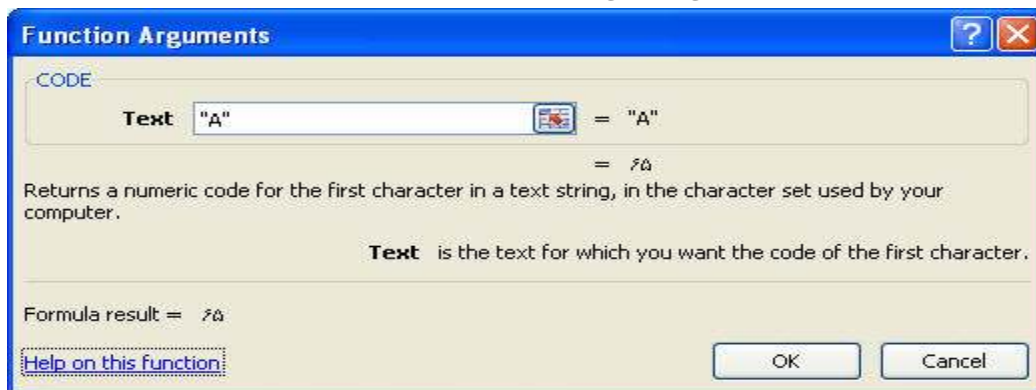 Function Arguments
CODE
Text "A" = "A"
= ۶۵
Returns a numeric code for the first character in a text string, in the character set used by your
computer.
Text is the text for which you want the code of the first character.
Formula result = ۶۵
Help on this function
OK Cancel